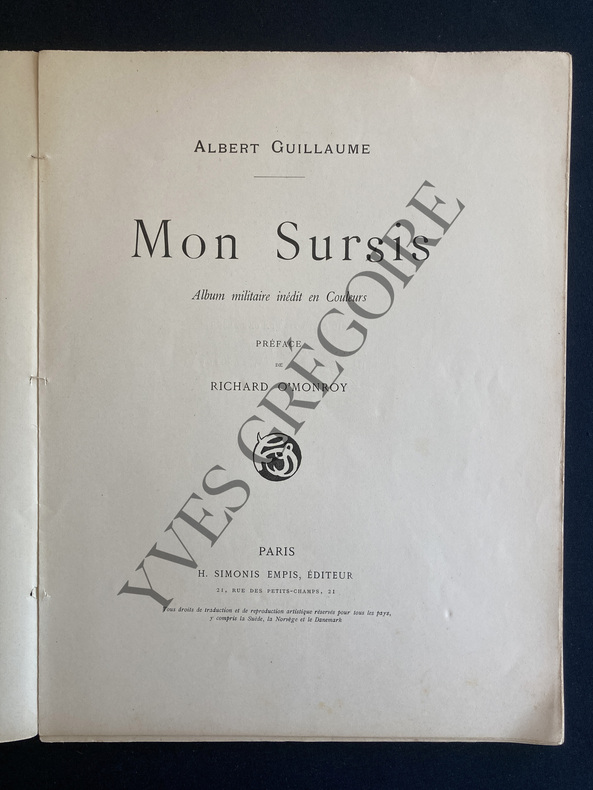 ALBERT GUILLAUME
Mon Sursis
Album militaire inédit en Couleurs
PRÉFACE
DE
RICHARD O'MONROY
PARIS
H. SIMONIS EMPIS, ÉDITEUR
21, RUE DES PETITS-CHAMPS, 21
Tous droits de traduction et de reproduction artistique réservés pour tous les pays,
y compris la Suède, la Norvège et le Danemark
YVES GRÉGOIRE